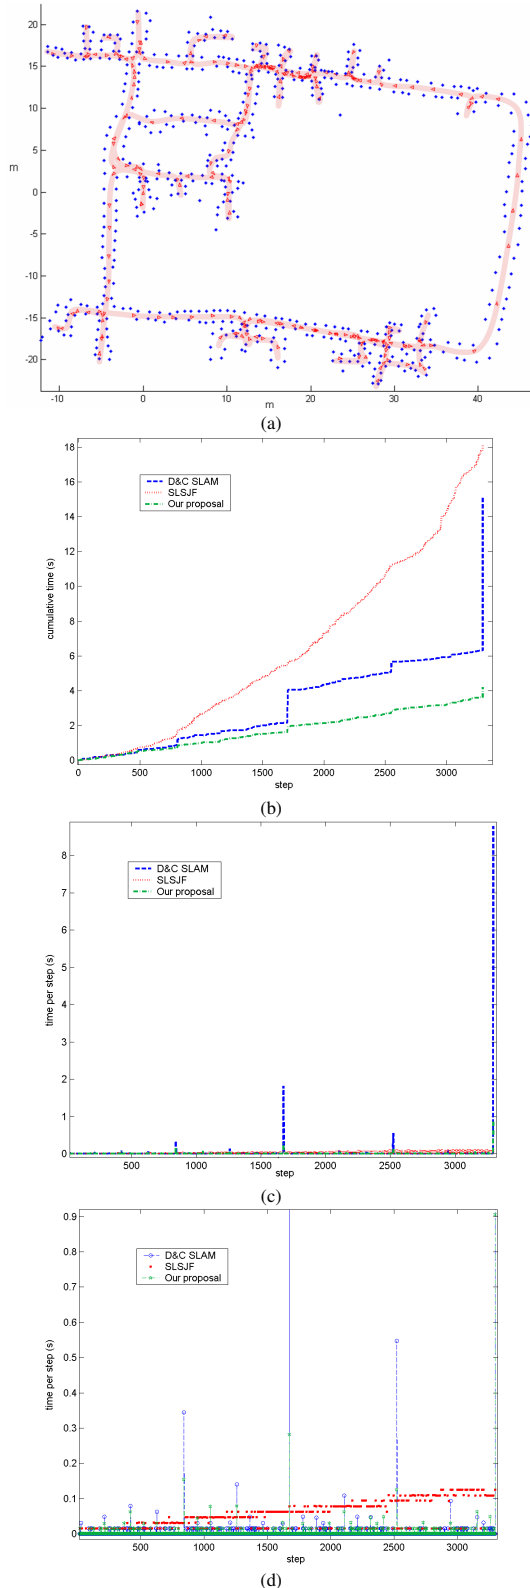 20
15
10
5
m
0
-5
-10
-15
-20
-10 0 10 20 30 40
m
(a)
18
16
14
12
10
8
6
4
2
0
cumulative time (s)
D&C SLAM
SLSJF
Our proposal
0 500 1000 1500 2000 2500 3000
step
(b)
8
7
6
5
4
3
2
1
0
time per step (s)
D&C SLAM
SLSJF
Our proposal
500 1000 1500 2000 2500 3000
step
(c)
0.9
0.8
0.7
0.6
0.5
0.4
0.3
0.2
0.1
0
time per step (s)
D&C SLAM
SLSJF
Our proposal
500 1000 1500 2000 2500 3000
step
(d)